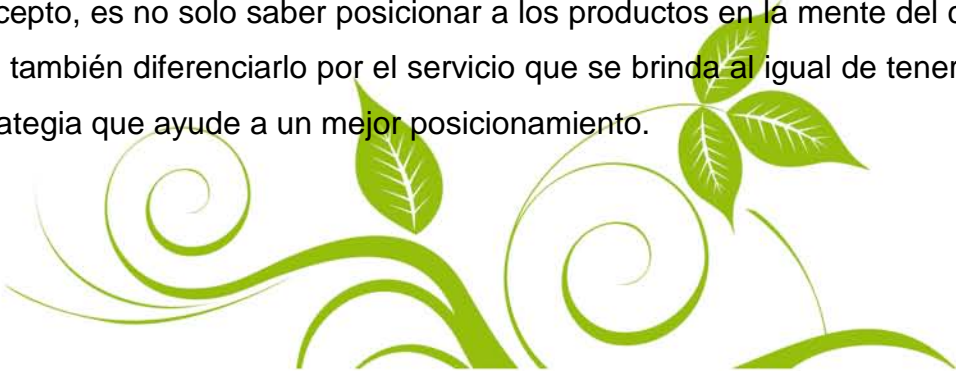 cepto, es no solo saber posicionar a los productos en la mente del
también diferenciarlo por el servicio que se brinda al igual de tener
ategia que ayude a un mejor posicionamiento.